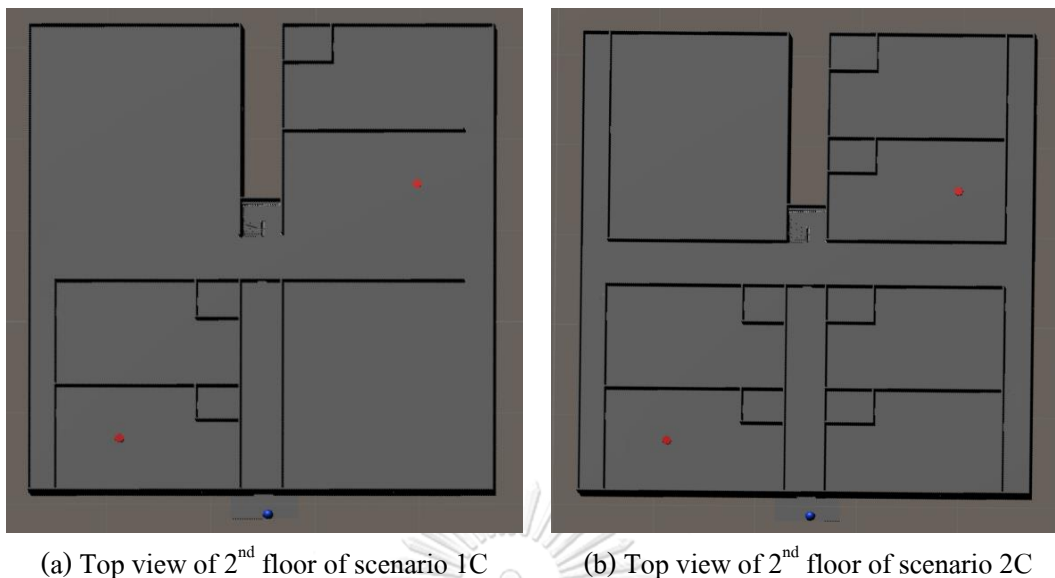 (a) Top view of 2nd floor of scenario 1C
(b) Top view of 2nd floor of scenario 2C